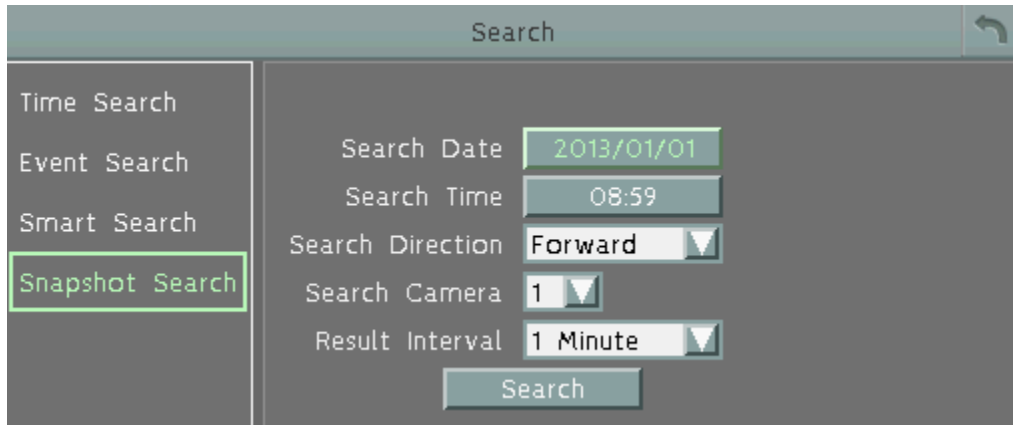 Search
Time Search
Event Search
Smart Search
Snapshot Search
Search Date 2013/01/01
Search Time 08:59
Search Direction Forward
Search Camera 1
Result Interval 1 Minute
Search